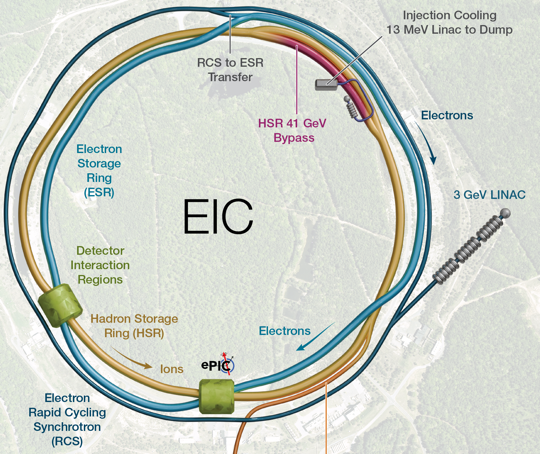 Injection Cooling
13 MeV Linac to Dump
RCS to ESR
Transfer
HSR 41 GeV
Bypass
Electrons
Electron
Storage
Ring
(ESR)
3 GeV LINAC
EIC
Detector
Interaction
Regions
Hadron Storage
Ring (HSR)
Electrons
Ions
ePIC
Electron
Rapid Cycling
Synchrotron
(RCS)